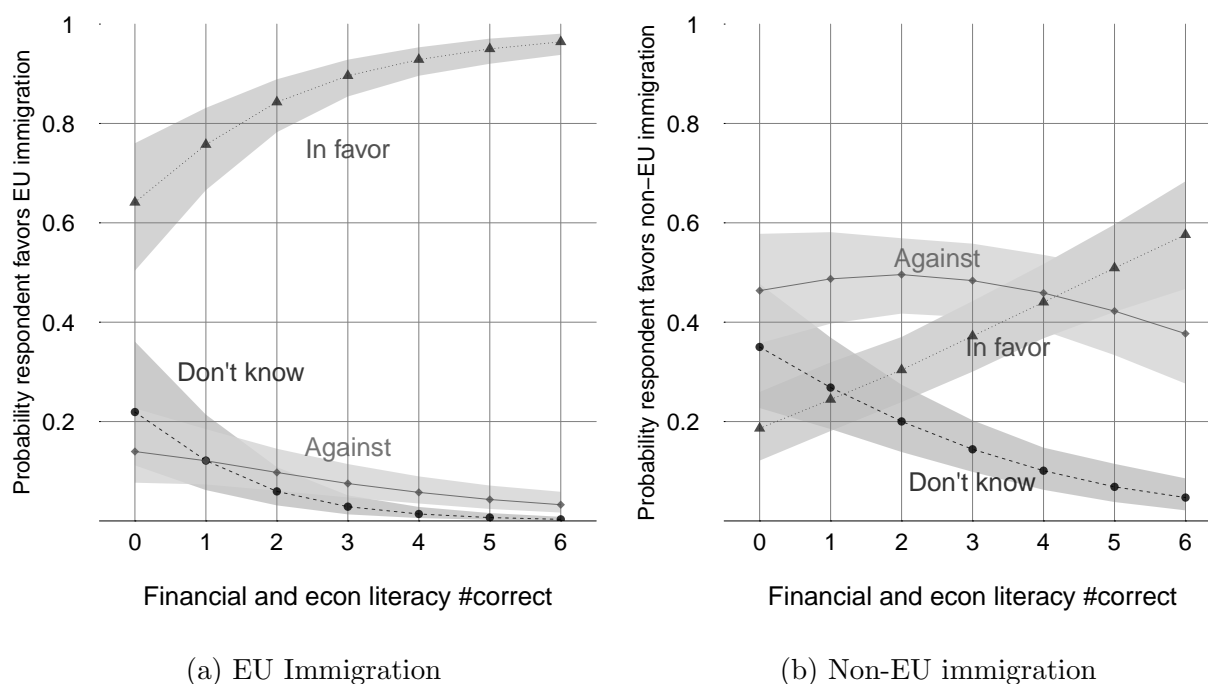 Probability respondent favors EU immigration
1
0.8
0.6
0.4
0.2
In favor
Don't know
Against
0 1 2 3 4 5 6
Financial and econ literacy #correct
(a) EU Immigration
Probability respondent favors non−EU immigration
1
0.8
0.6
0.4
0.2
Against
In favor
Don't know
0 1 2 3 4 5 6
Financial and econ literacy #correct
(b) Non-EU immigration